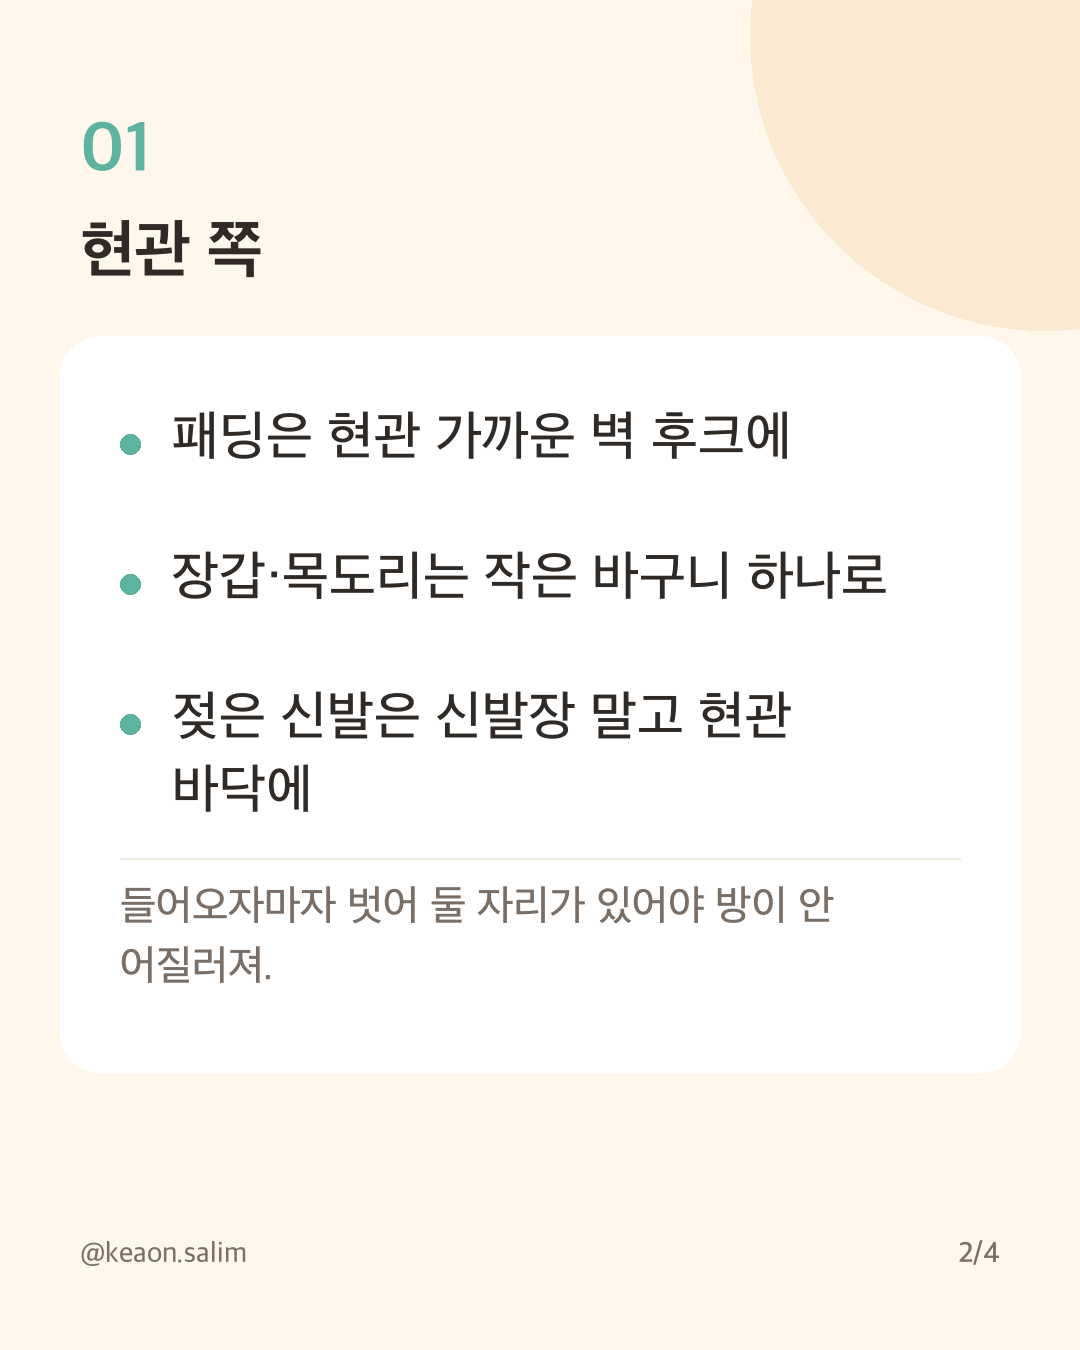 01
현관 쪽
패딩은 현관 가까운 벽 후크에
장갑·목도리는 작은 바구니 하나로
젖은 신발은 신발장 말고 현관
바닥에
들어오자마자 벗어 둘 자리가 있어야 방이 안
어질러져.
@keaon.salim
2/4